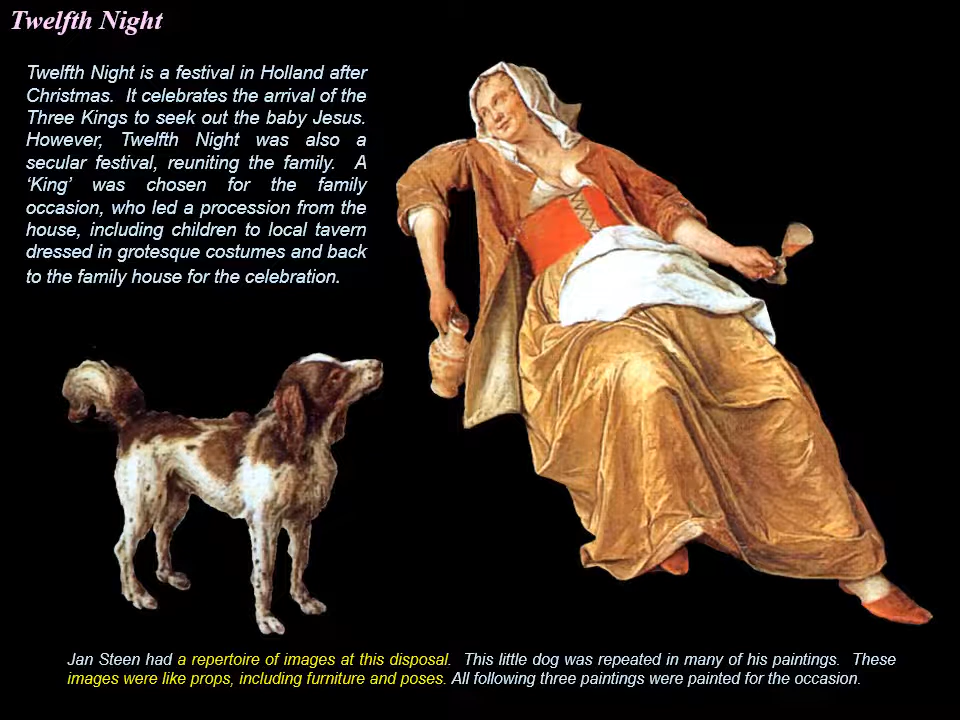 Twelfth Night
Twelfth Night is a festival in Holland after
Christmas.  It celebrates the arrival of the
Three Kings to seek out the baby Jesus.
However, Twelfth Night was also a
secular festival, reuniting the family.  A
‘King’ was chosen for the family
occasion, who led a procession from the
house, including children to local tavern
dressed in grotesque costumes and back
to the family house for the celebration.
Jan Steen had a repertoire of images at this disposal.  This little dog was repeated in many of his paintings.  These
images were like props, including furniture and poses. All following three paintings were painted for the occasion.